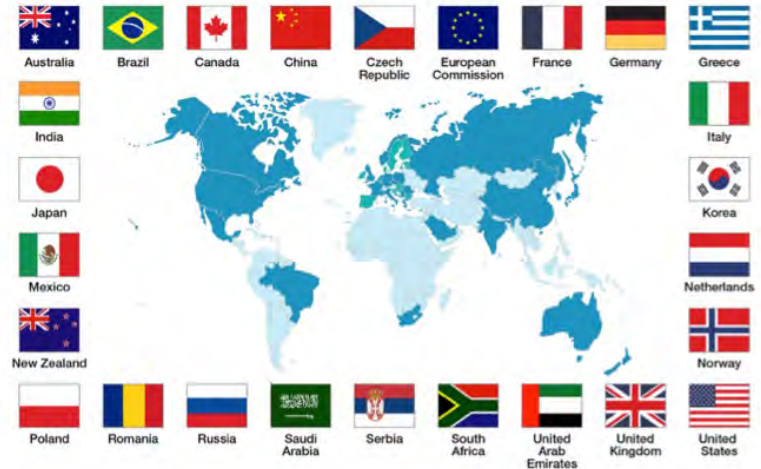 Australia
Brazil
Canada
China
Czech
Republic
European
Commission
France
Germany
Greece
India
Italy
Japan
Korea
Mexico
Netherlands
New Zealand
Norway
Poland
Romania
Russia
Saudi
Arabia
Serbia
South
Africa
United
Arab
Emirates
United
Kingdom
United
States